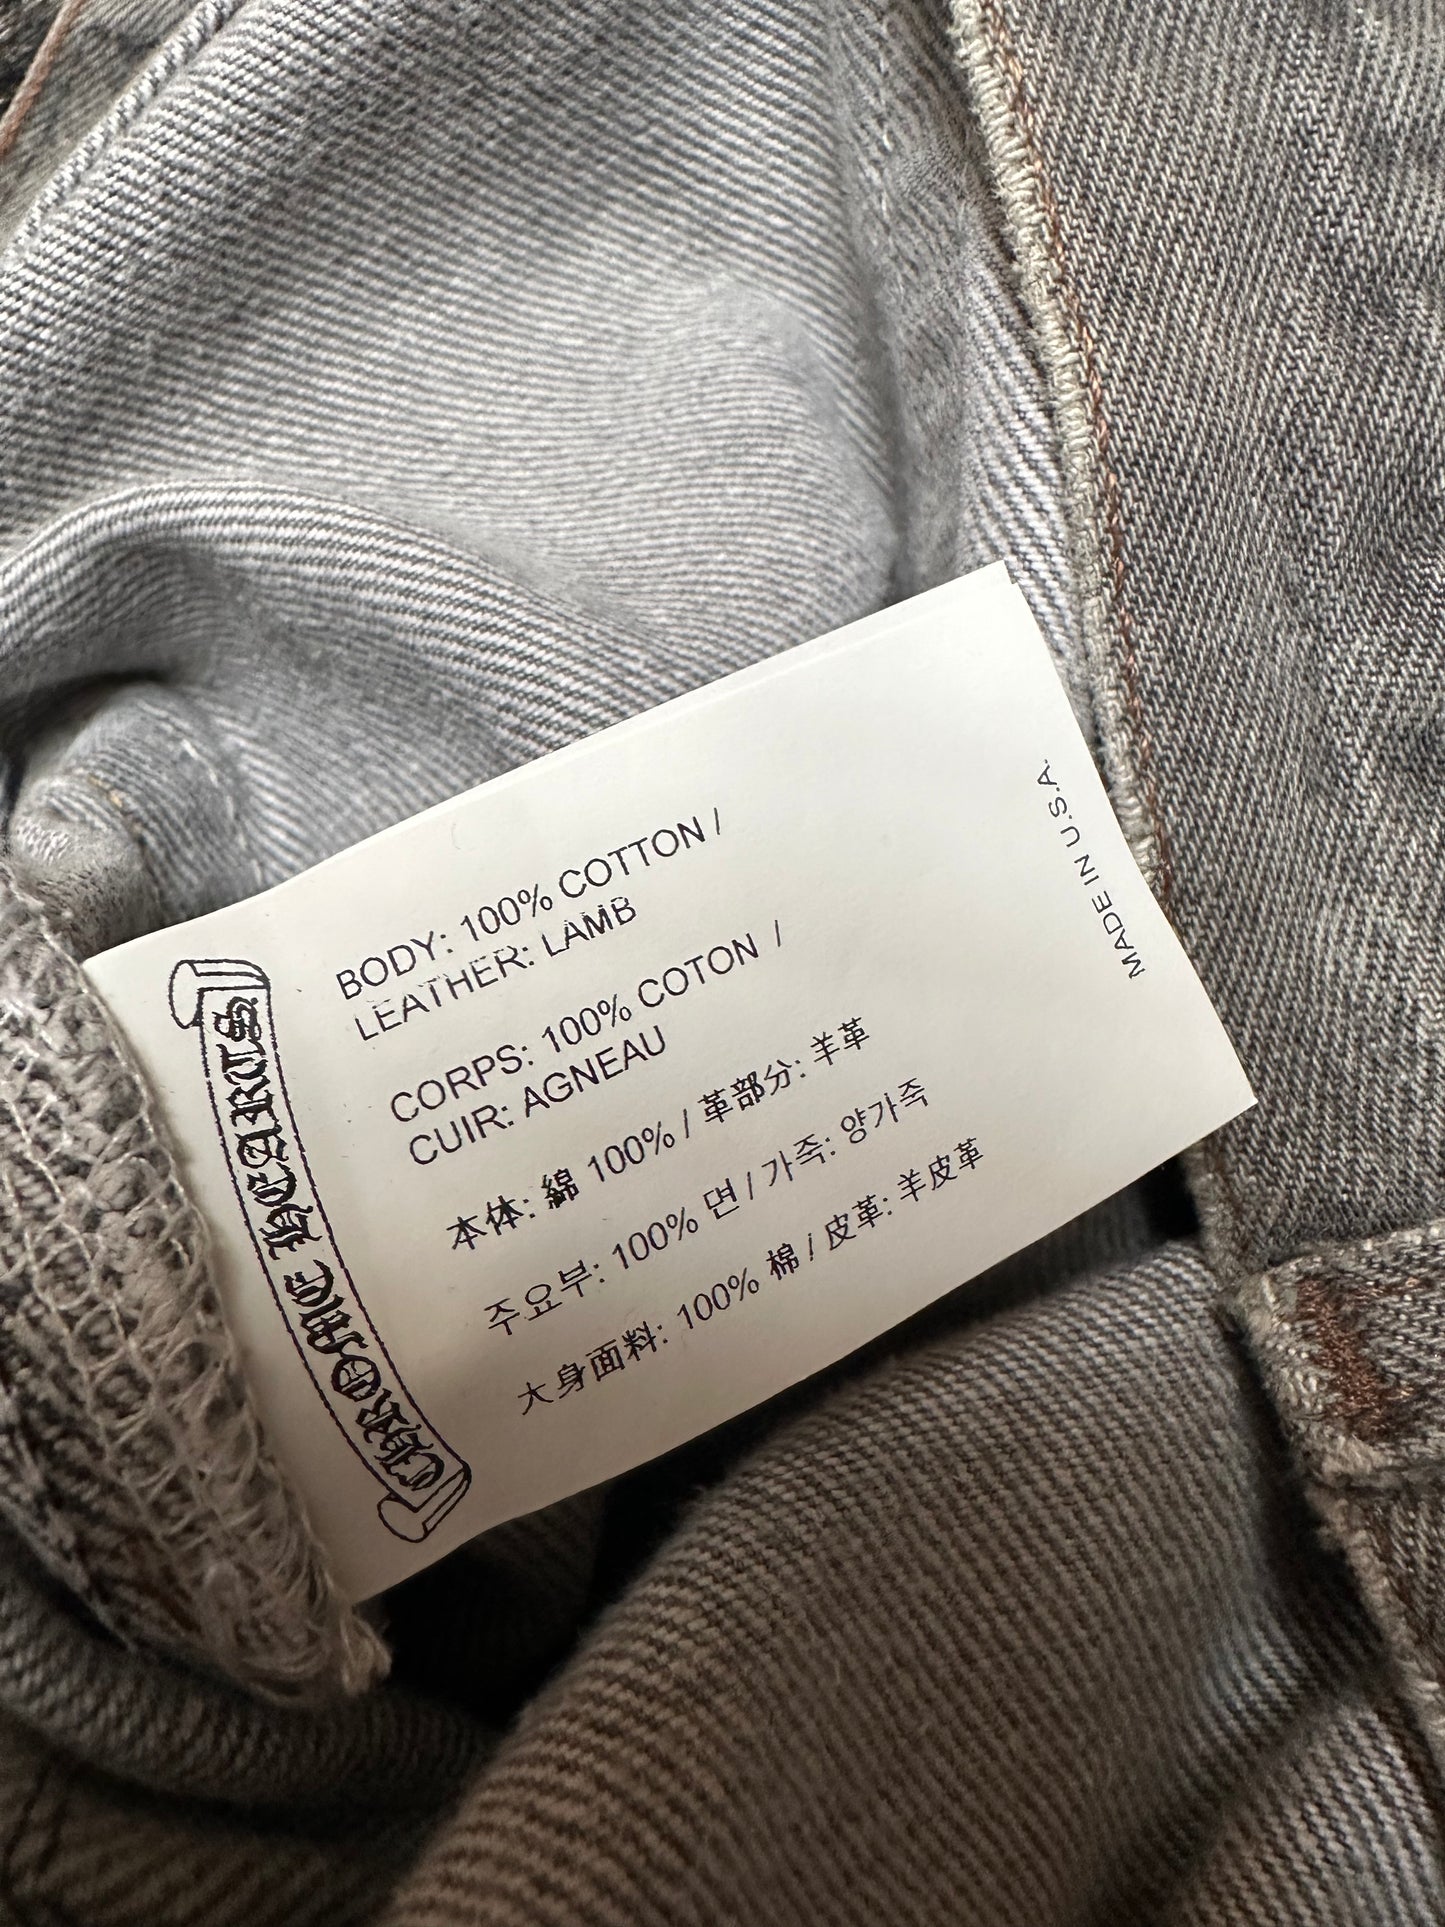 CHROME HEARTS
BODY: 100% COTTON /
LEATHER: LAMB
CORPS: 100% COTON /
CUIR: AGNEAU
本体: 綿 100% / 革部分: 羊革
주요부: 100% 면 / 가죽: 양가죽
大身面料: 100% 棉 / 皮革: 羊皮革
MADE IN U.S.A.